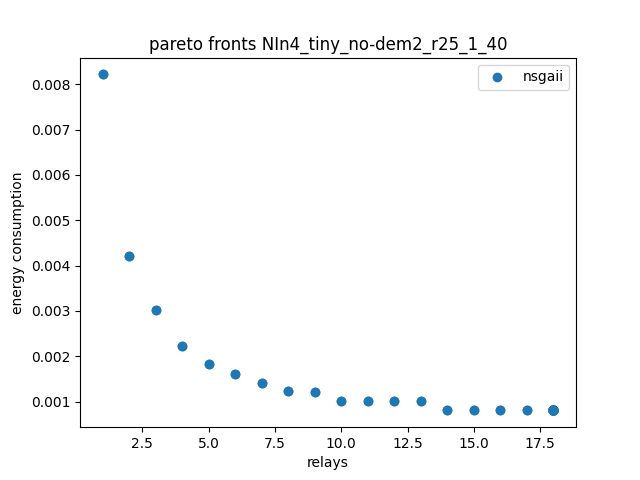 pareto fronts NIn4_tiny_no-dem2_r25_1_40
nsgaii
0.008
0.007
0.006
0.005
0.004
0.003
0.002
0.001
energy consumption
2.5 5.0 7.5 10.0 12.5 15.0 17.5
relays